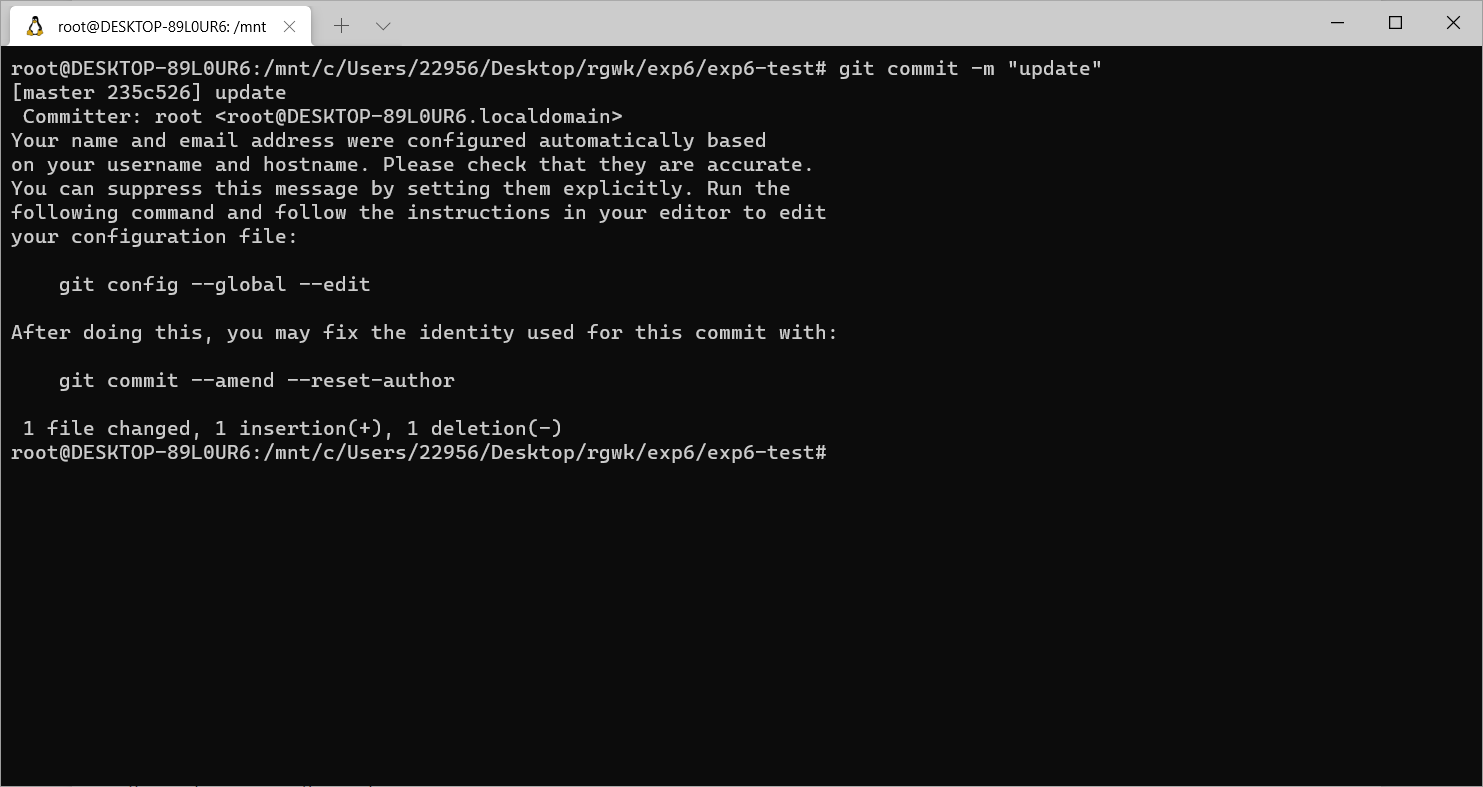 root@DESKTOP-89L0UR6: /mnt
root@DESKTOP-89L0UR6:/mnt/c/Users/22956/Desktop/rgwk/exp6/exp6-test# git commit -m "update"
[master 235c526] update
 Committer: root <root@DESKTOP-89L0UR6.localdomain>
Your name and email address were configured automatically based
on your username and hostname. Please check that they are accurate.
You can suppress this message by setting them explicitly. Run the
following command and follow the instructions in your editor to edit
your configuration file:
    git config --global --edit
After doing this, you may fix the identity used for this commit with:
    git commit --amend --reset-author
 1 file changed, 1 insertion(+), 1 deletion(-)
root@DESKTOP-89L0UR6:/mnt/c/Users/22956/Desktop/rgwk/exp6/exp6-test#